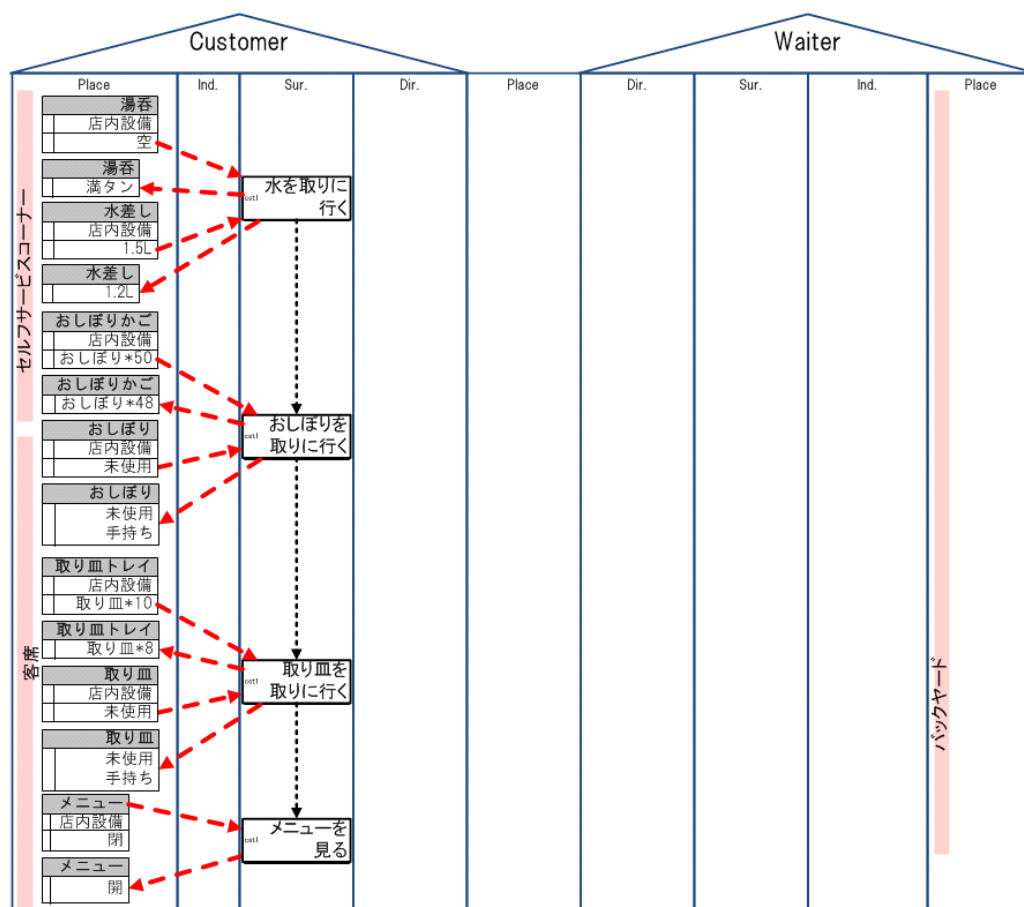 Customer
Waiter
Place
Ind.
Sur.
Dir.
Place
Dir.
Sur.
Ind.
Place
セルフサービスコーナー
湯呑
店内設備
空
湯呑
満タン
水差し
店内設備
1.5L
水差し
1.2L
cstl
水を取りに
行く
おしぼりかご
店内設備
おしぼり*50
おしぼりかご
おしぼり*48
おしぼり
店内設備
未使用
おしぼり
未使用
手持ち
cstl
おしぼりを
取りに行く
客席
取り皿トレイ
店内設備
取り皿*10
取り皿トレイ
取り皿*8
取り皿
店内設備
未使用
取り皿
未使用
手持ち
cstl
取り皿を
取りに行く
メニュー
店内設備
閉
メニュー
開
cstl
メニューを
見る
バックヤード